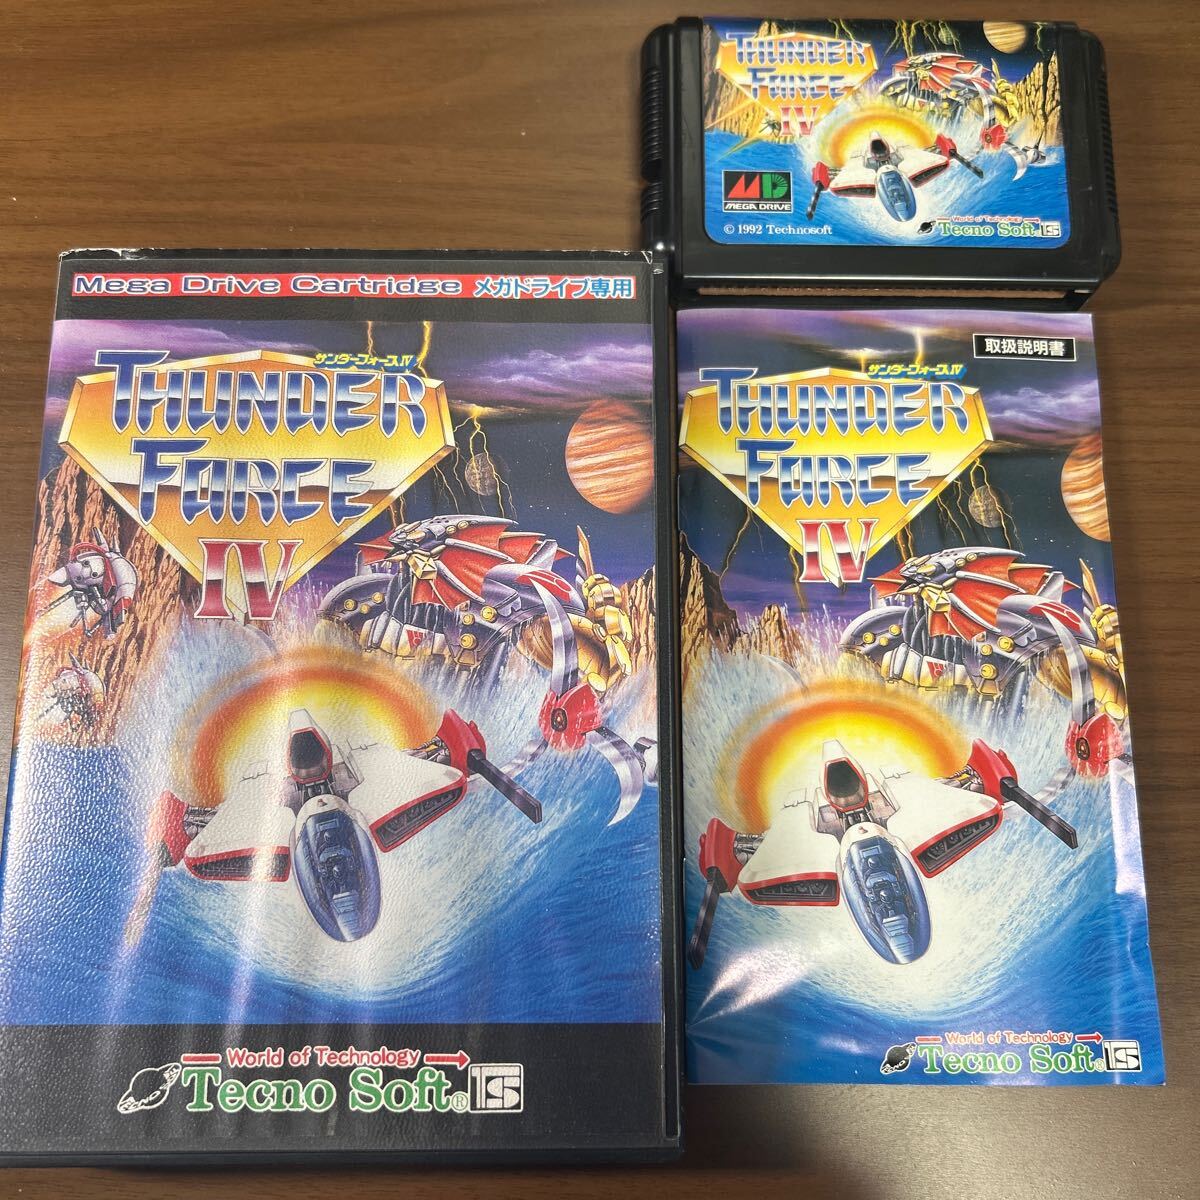 Mega Drive Cartridge メガドライブ専用
サンダーフォースIV
THUNDER
FORCE
IV
World of Technology
Tecno Soft® TS
THUNDER
FORCE
IV
MD
MEGA DRIVE
© 1992 Technosoft
World of Technology
Tecno Soft® TS
取扱説明書
サンダーフォースIV
THUNDER
FORCE
IV
World of Technology
Tecno Soft® TS